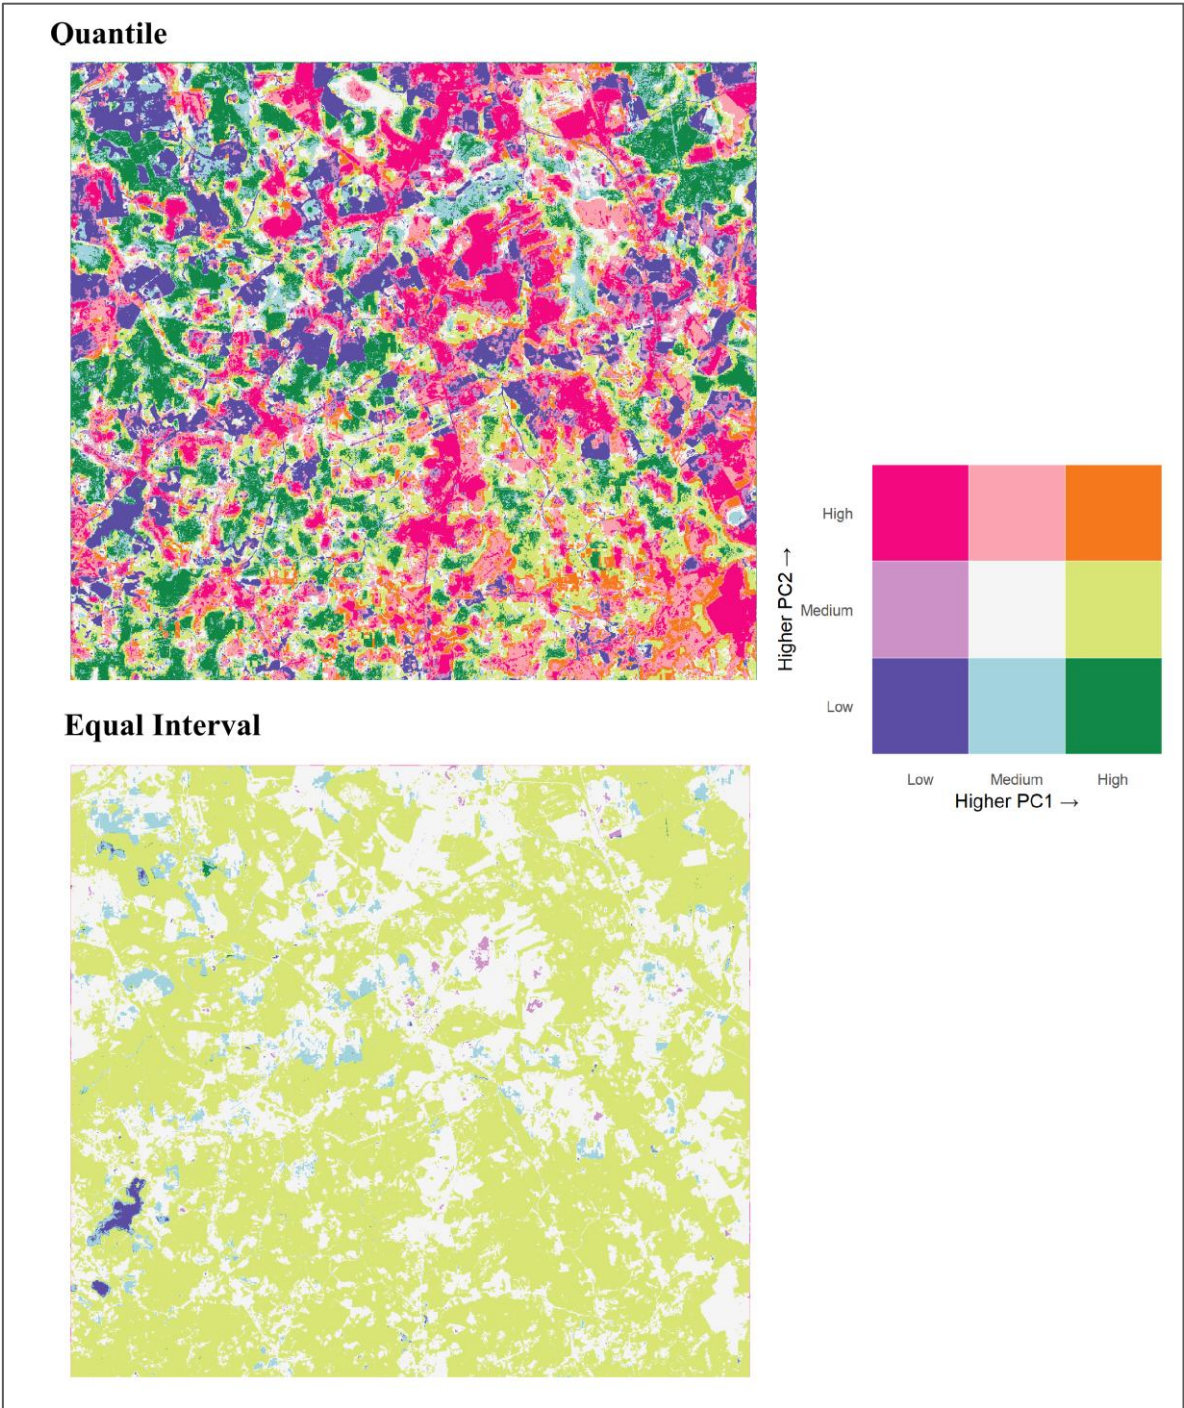 Quantile
High
Medium
Low
Higher PC2 →
Low Medium High
Higher PC1 →
Equal Interval